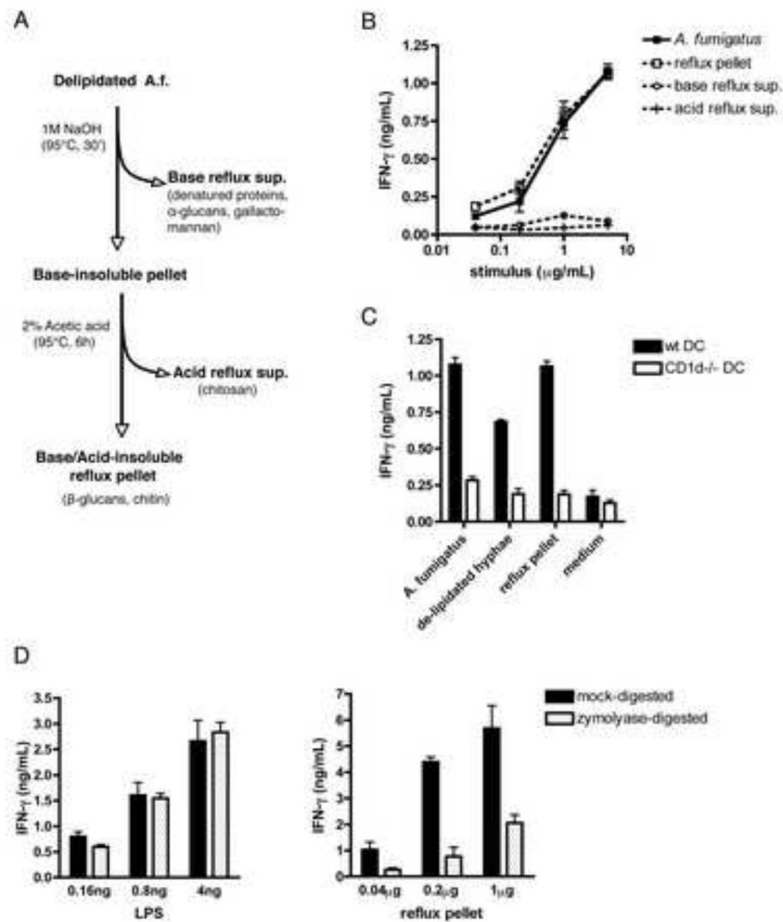 A
Delipidated A.f.
1M NaOH
(95°C, 30')
Base reflux sup.
(denatured proteins,
α-glucans, gallacto-
mannan)
Base-insoluble pellet
2% Acetic acid
(95°C, 6h)
Acid reflux sup.
(chitosan)
Base/Acid-insoluble
reflux pellet
(β-glucans, chitin)
B
IFN-γ (ng/mL)
1.25
1.00
0.75
0.50
0.25
0.00
0.01
0.1
1
10
stimulus (μg/mL)
A. fumigatus
reflux pellet
base reflux sup.
acid reflux sup.
C
IFN-γ (ng/mL)
1.25
1.00
0.75
0.50
0.25
0.00
A. fumigatus
de-lipidated hyphae
reflux pellet
medium
wt DC
CD1d-/- DC
D
IFN-γ (ng/mL)
3.5
3.0
2.5
2.0
1.5
1.0
0.5
0.0
0.16ng
0.8ng
4ng
LPS
IFN-γ (ng/mL)
7
6
5
4
3
2
1
0
0.04μg
0.2μg
1μg
reflux pellet
mock-digested
zymolyase-digested